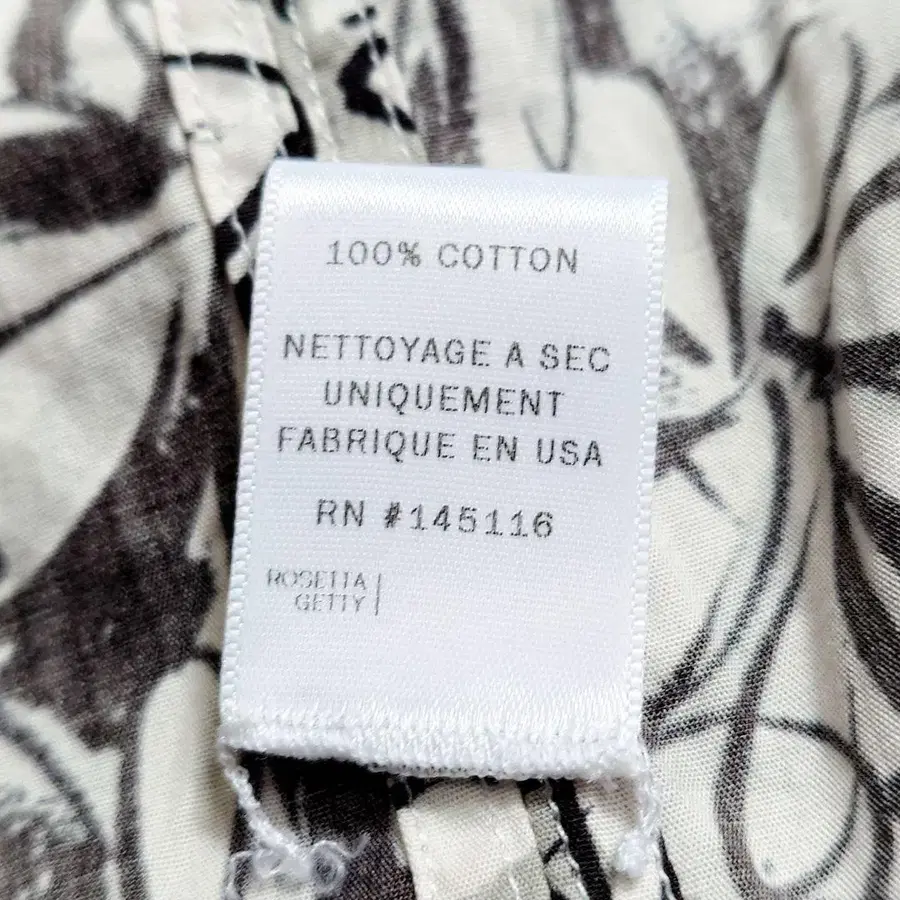 100% COTTON
NETTOYAGE A SEC
UNIQUEMENT
FABRIQUE EN USA
RN #145116
ROSETTA
GETTY